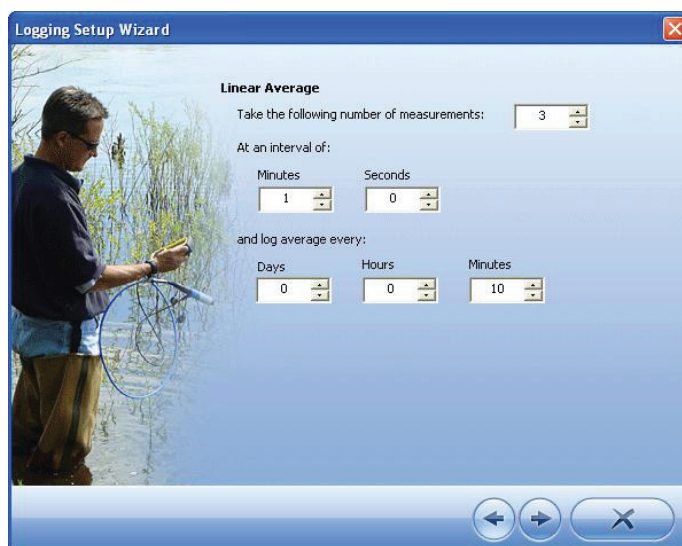 Logging Setup Wizard
Linear Average
Take the following number of measurements: 3
At an interval of:
Minutes Seconds
1 0
and log average every:
Days Hours Minutes
0 0 10